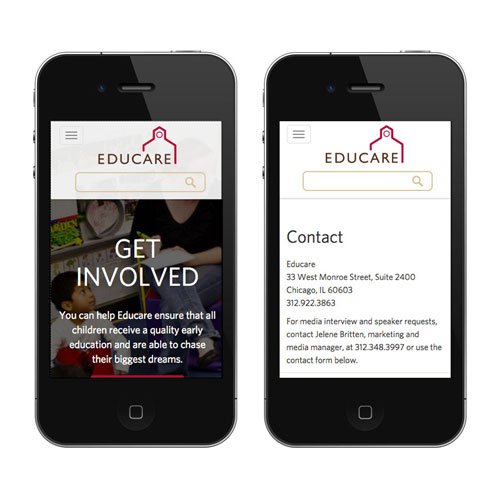 EDUCARE
GET
INVOLVED
You can help Educare ensure that all
children receive a quality early
education and are able to chase
their biggest dreams.
EDUCARE
Contact
Educare
33 West Monroe Street, Suite 2400
Chicago, IL 60603
312.922.3863
For media interview and speaker requests,
contact Jelene Britten, marketing and
media manager, at 312.348.3997 or use the
contact form below.